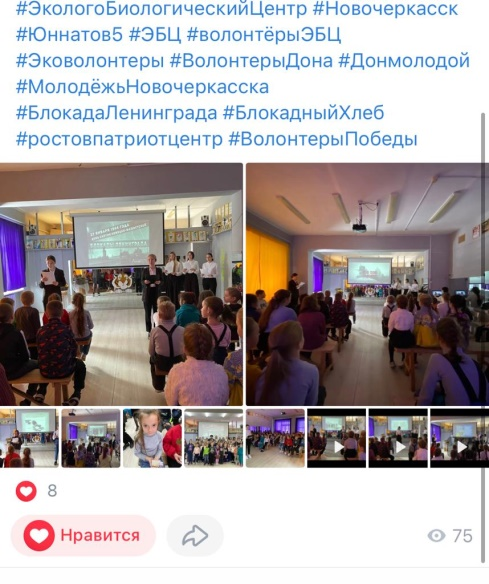 #ЭкологоБиологическийЦентр #Новочеркасск
#Юннатов5 #ЭБЦ #волонтёрыЭБЦ
#Эковолонтеры #ВолонтерыДона #Донмолодой
#МолодёжьНовочеркасска
#БлокадаЛенинграда #БлокадныйХлеб
#ростовпатриотцентр #ВолонтерыПобеды
8
Нравится
75